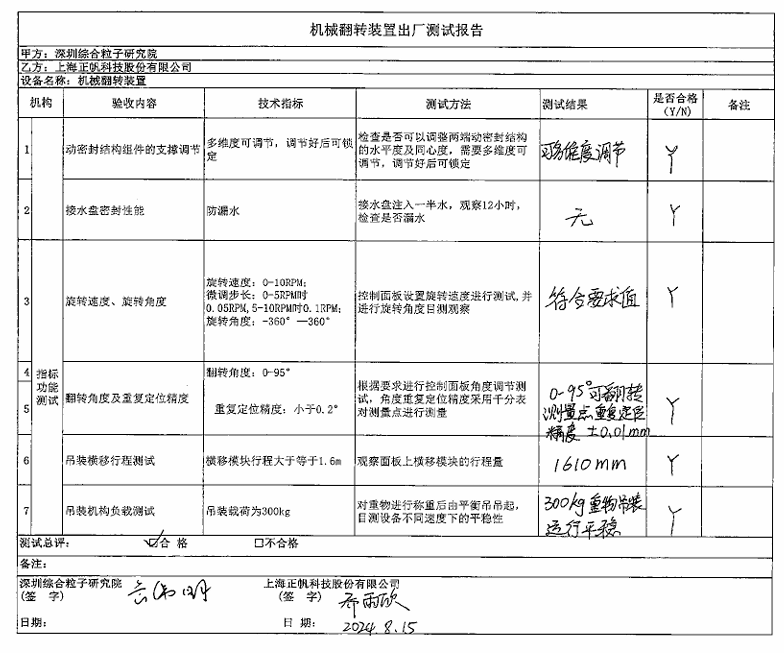 机械翻转装置出厂测试报告
甲方：深圳综合粒子研究院
乙方：上海正帆科技股份有限公司
设备名称：机械翻转装置
机构 验收内容 技术指标 测试方法 测试结果 是否合格 备注
(Y/N)
1 动密封结构组件的支撑调节 多维度可调节，调节好后可锁 检查是否可以调整两端动密封结构 可多维度调节 Y
定 的水平度及同心度，需要多维度可
调节，调节好后可锁定
2 接水盘密封性能 防漏水 接水盘注入一半水，观察12小时， 无 Y
检查是否漏水
指标
功能
测试
3 旋转速度、旋转角度 旋转速度：0-10RPM； 控制面板设置旋转速度进行测试,并 符合要求值 Y
微调步长：0-5RPM时 进行旋转角度目测观察
0.05RPM,5-10RPM时0.1RPM；
旋转角度：-360°—360°
4 翻转角度及重复定位精度 翻转角度：0-95° 根据要求进行控制面板角度调节测 0-95°可翻转 Y
5 重复定位精度：小于0.2° 试，角度重复定位精度采用千分表 测量点重复定位
对测量点进行测量 精度 ±0.01mm
6 吊装横移行程测试 横移模块行程大于等于1.6m 观察面板上横移模块的行程量 1610mm Y
7 吊装机构负载测试 吊装载荷为300kg 对重物进行称重后由平衡吊吊起， 300kg重物吊装 Y
目测设备不同速度下的平稳性 运行平稳
测试总评： ☑合 格 □不合格
备注：
深圳综合粒子研究院 上海正帆科技股份有限公司
(签 字) (签 字)
日期： 日 期： 2024.8.15